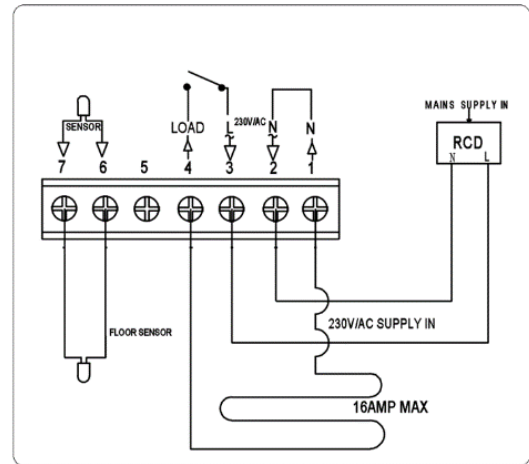 MAINS SUPPLY IN
RCD
N L
SENSOR
LOAD L 230V/AC N N
~ ~
7 6 5 4 3 2 1
FLOOR SENSOR
230V/AC SUPPLY IN
16AMP MAX